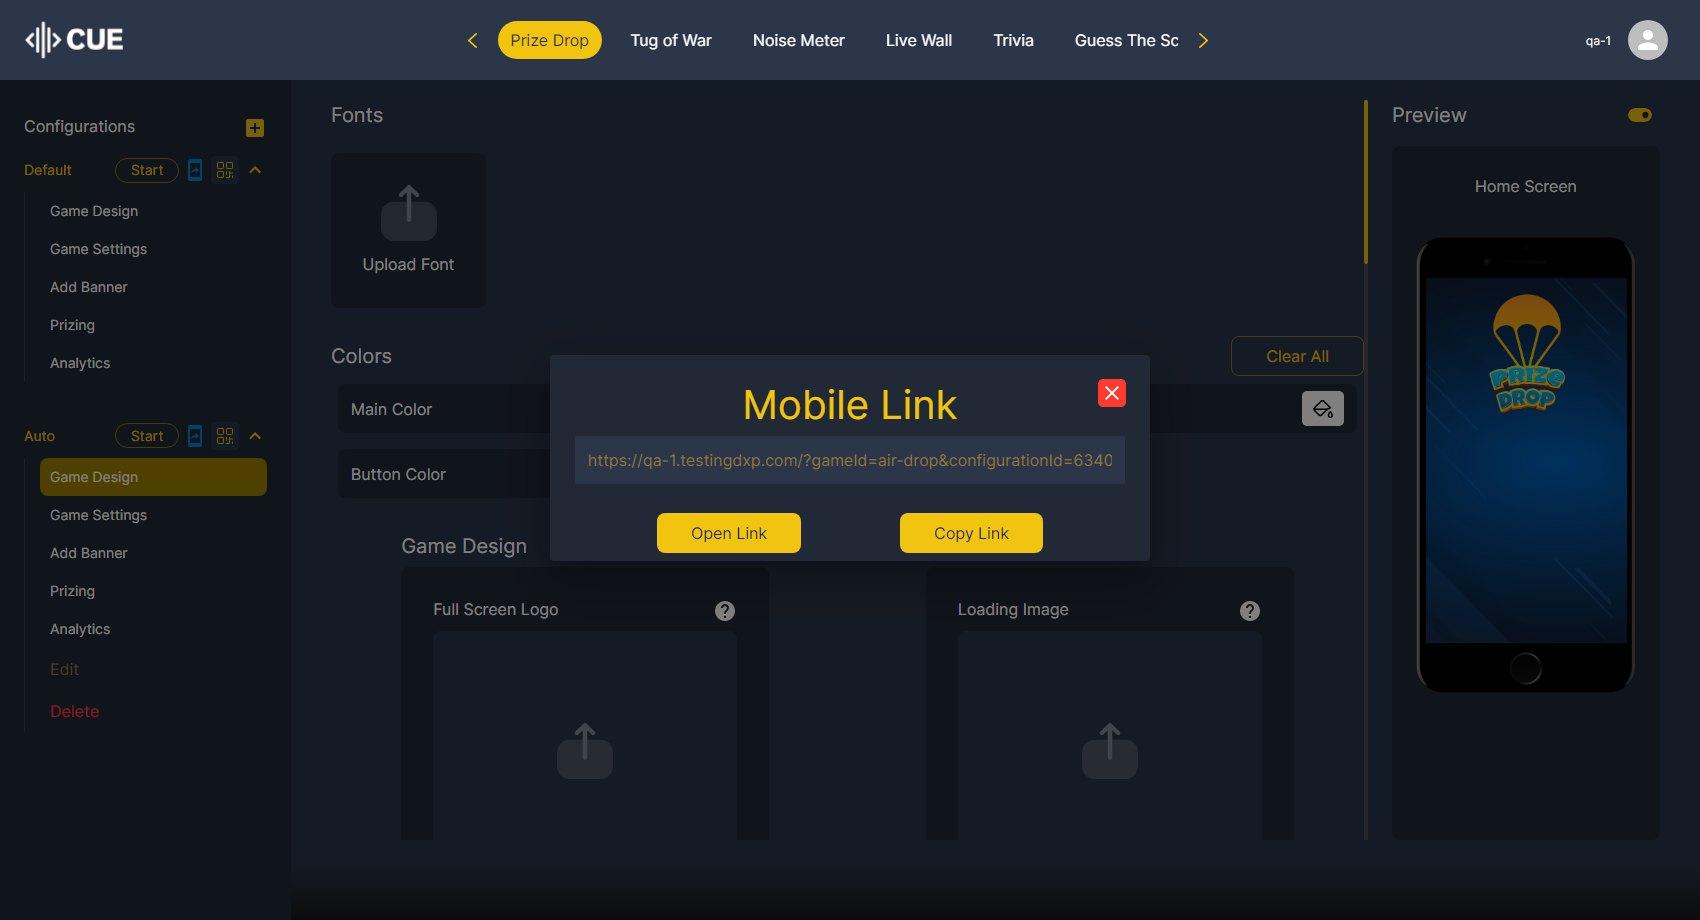 CUE
Prize Drop
Tug of War
Noise Meter
Live Wall
Trivia
Guess The Sc
qa-1
Configurations
Default
Start
Game Design
Game Settings
Add Banner
Prizing
Analytics
Auto
Start
Game Design
Game Settings
Add Banner
Prizing
Analytics
Edit
Delete
Fonts
Upload Font
Colors
Clear All
Main Color
Button Color
Mobile Link
https://qa-1.testingdxp.com/?gameId=air-drop&configurationId=6340
Open Link
Copy Link
Game Design
Full Screen Logo
?
Loading Image
?
Preview
Home Screen
PRIZE
DROP